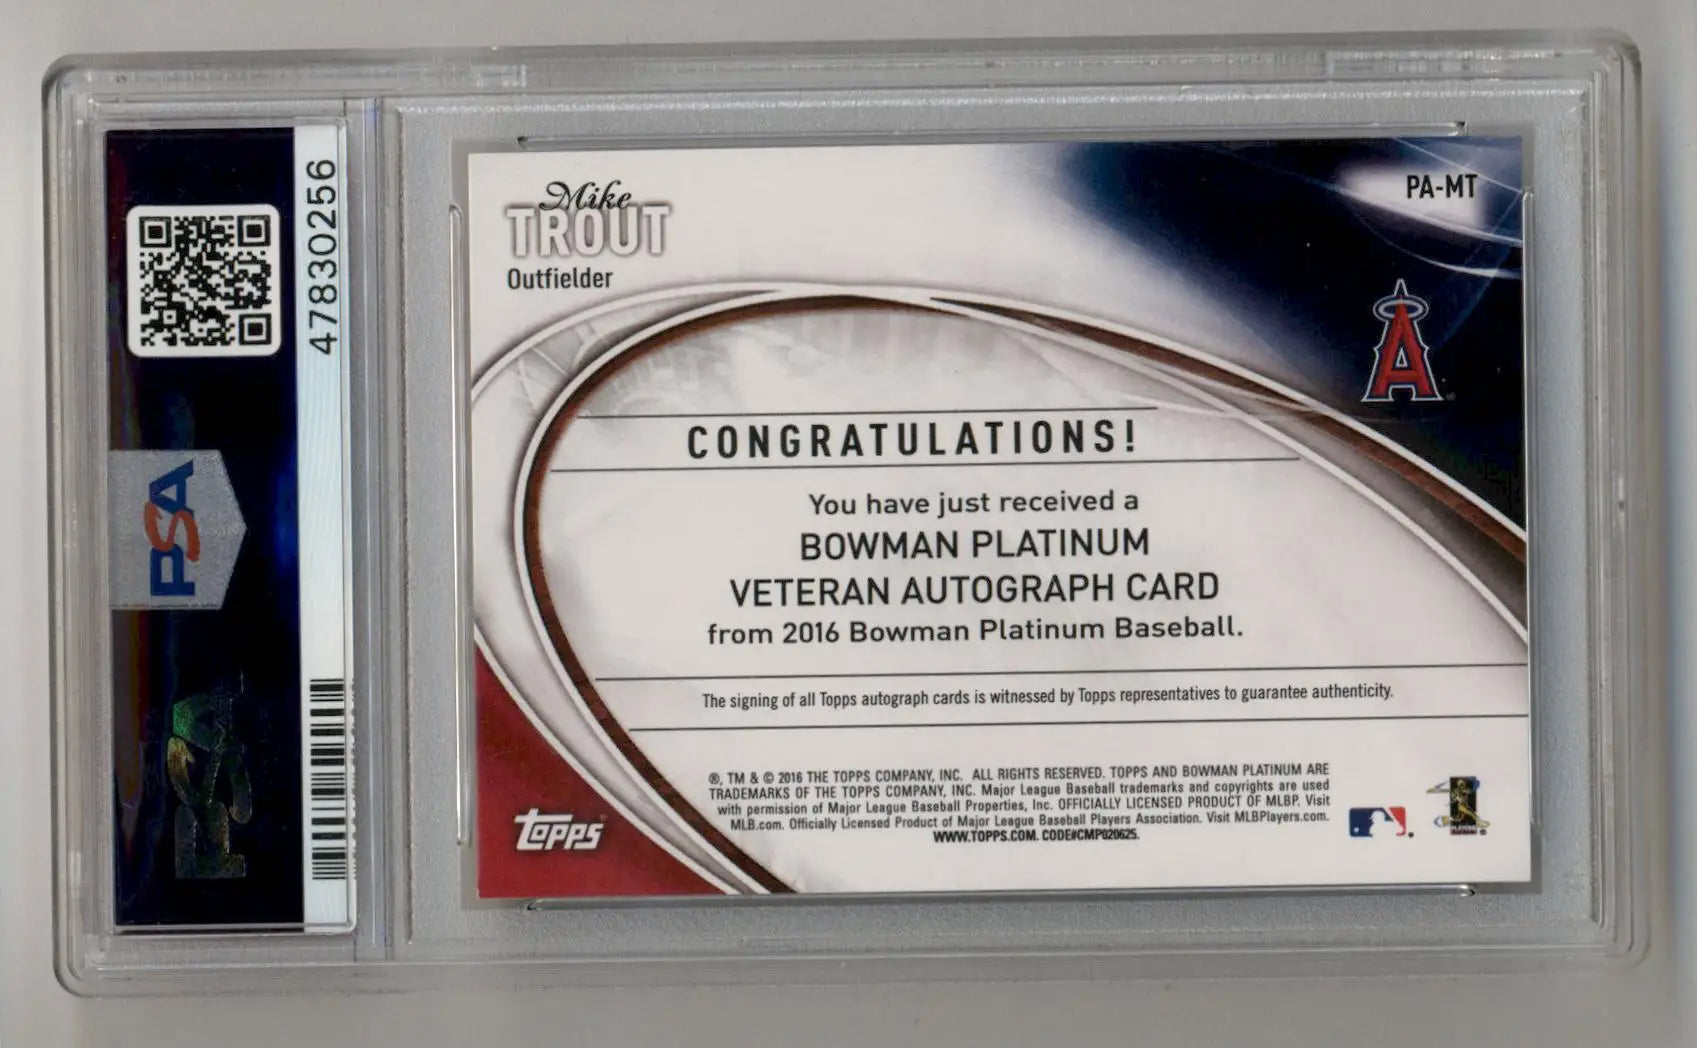 47830256
PSA
Mike
TROUT
Outfielder
PA-MT
A
CONGRATULATIONS!
You have just received a
BOWMAN PLATINUM
VETERAN AUTOGRAPH CARD
from 2016 Bowman Platinum Baseball.
The signing of all Topps autograph cards is witnessed by Topps representatives to guarantee authenticity.
®, TM & © 2016 THE TOPPS COMPANY, INC. ALL RIGHTS RESERVED. TOPPS AND BOWMAN PLATINUM ARE
TRADEMARKS OF THE TOPPS COMPANY, INC. Major League Baseball trademarks and copyrights are used
with permission of Major League Baseball Properties, Inc. OFFICIALLY LICENSED PRODUCT OF MLBP. Visit
MLB.com. Officially Licensed Product of Major League Baseball Players Association. Visit MLBPlayers.com.
WWW.TOPPS.COM. CODE#CMP020625.
topps®
PSA